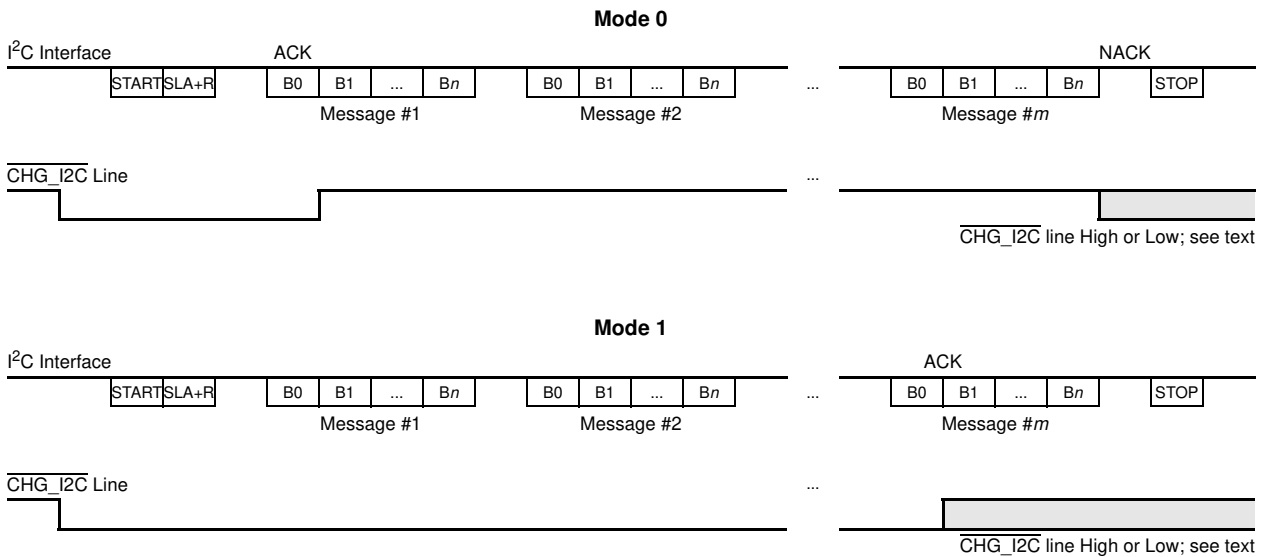 Mode 0
I²C Interface ACK NACK
START SLA+R B0 B1 ... Bn B0 B1 ... Bn ... B0 B1 ... Bn STOP
Message #1 Message #2 Message #m
CHG_I2C Line ...
CHG_I2C line High or Low; see text
Mode 1
I²C Interface ACK
START SLA+R B0 B1 ... Bn B0 B1 ... Bn ... B0 B1 ... Bn STOP
Message #1 Message #2 Message #m
CHG_I2C Line ...
CHG_I2C line High or Low; see text